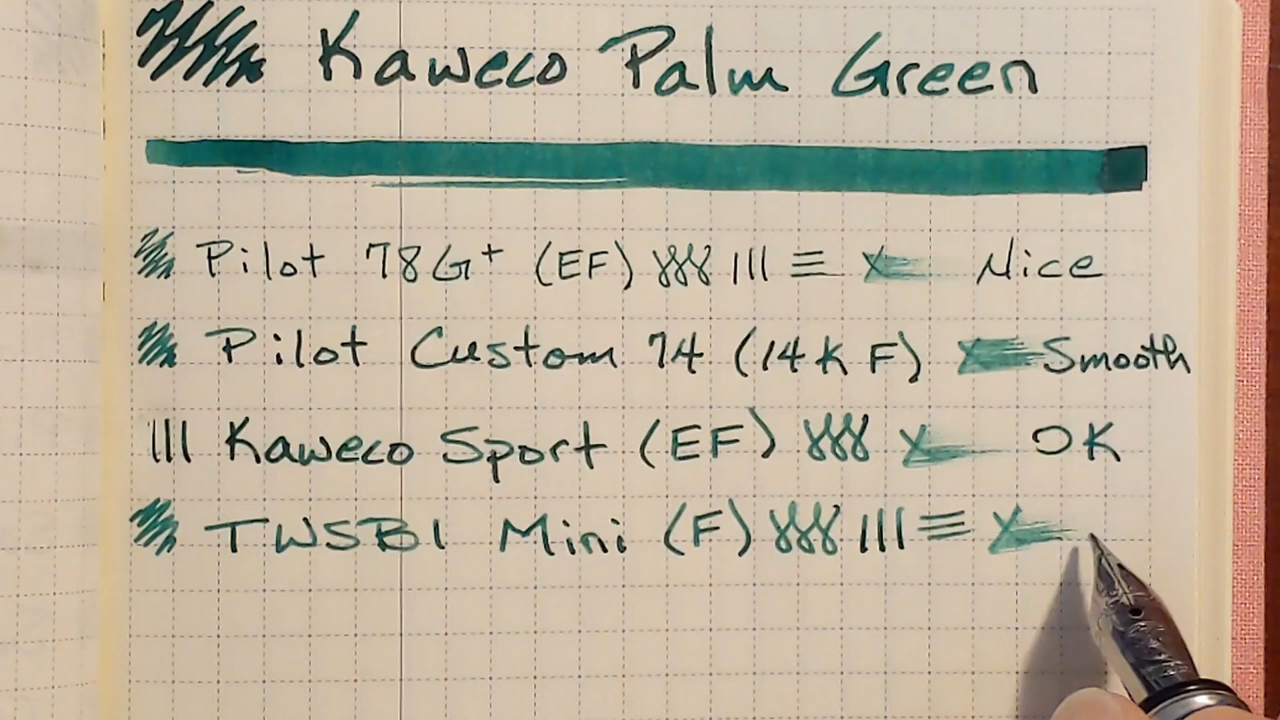 Kaweco Palm Green
Pilot 78G+ (EF) Nice
Pilot Custom 74 (14K F) Smooth
Kaweco Sport (EF) OK
TWSBI Mini (F)